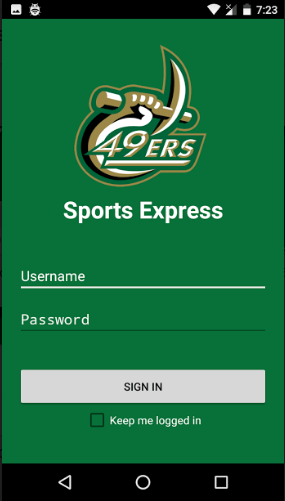 7:23
49ERS
Sports Express
Username
Password
SIGN IN
Keep me logged in